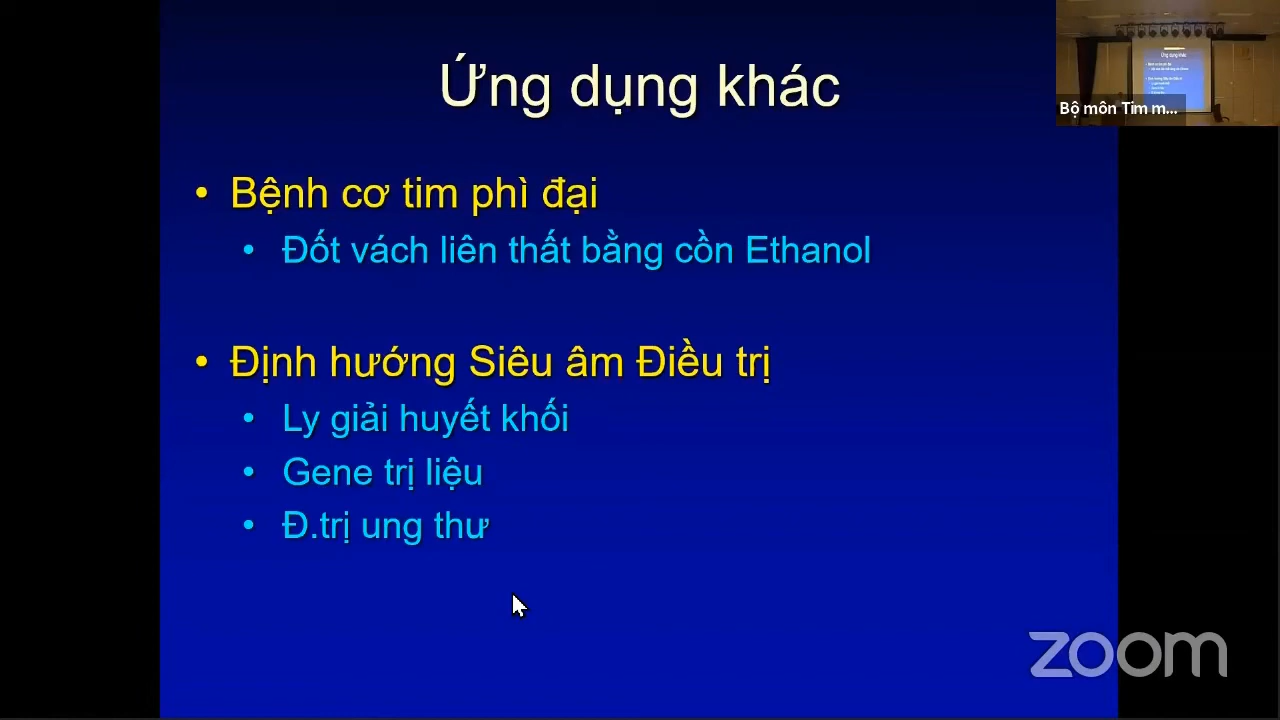 Ứng dụng khác
Bộ môn Tim m...
• Bệnh cơ tim phì đại
• Đốt vách liên thất bằng cồn Ethanol
• Định hướng Siêu âm Điều trị
• Ly giải huyết khối
• Gene trị liệu
• Đ.trị ung thư
zoom